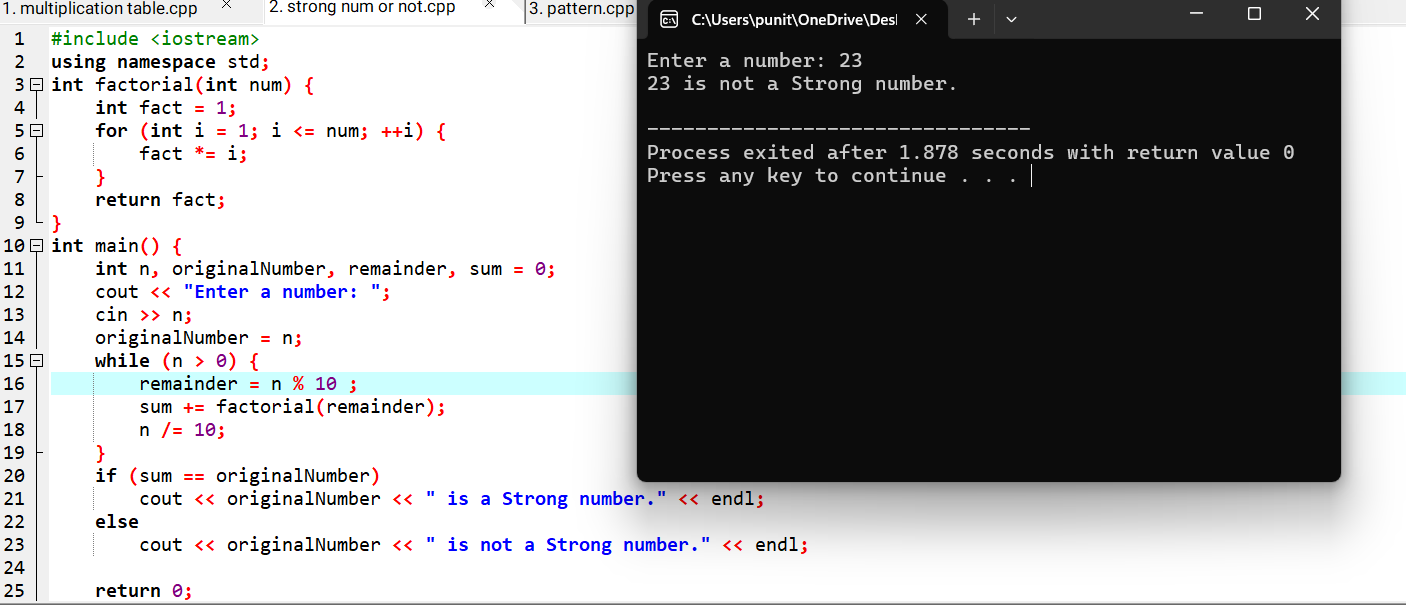 1. multiplication table.cpp
2. strong num or not.cpp
3. pattern.cpp
1 #include <iostream>
2 using namespace std;
3 int factorial(int num) {
4 int fact = 1;
5 for (int i = 1; i <= num; ++i) {
6 fact *= i;
7 }
8 return fact;
9 }
10 int main() {
11 int n, originalNumber, remainder, sum = 0;
12 cout << "Enter a number: ";
13 cin >> n;
14 originalNumber = n;
15 while (n > 0) {
16 remainder = n % 10 ;
17 sum += factorial(remainder);
18 n /= 10;
19 }
20 if (sum == originalNumber)
21 cout << originalNumber << " is a Strong number." << endl;
22 else
23 cout << originalNumber << " is not a Strong number." << endl;
24
25 return 0;
C:\Users\punit\OneDrive\Des
Enter a number: 23
23 is not a Strong number.
--------------------------------
Process exited after 1.878 seconds with return value 0
Press any key to continue . . .